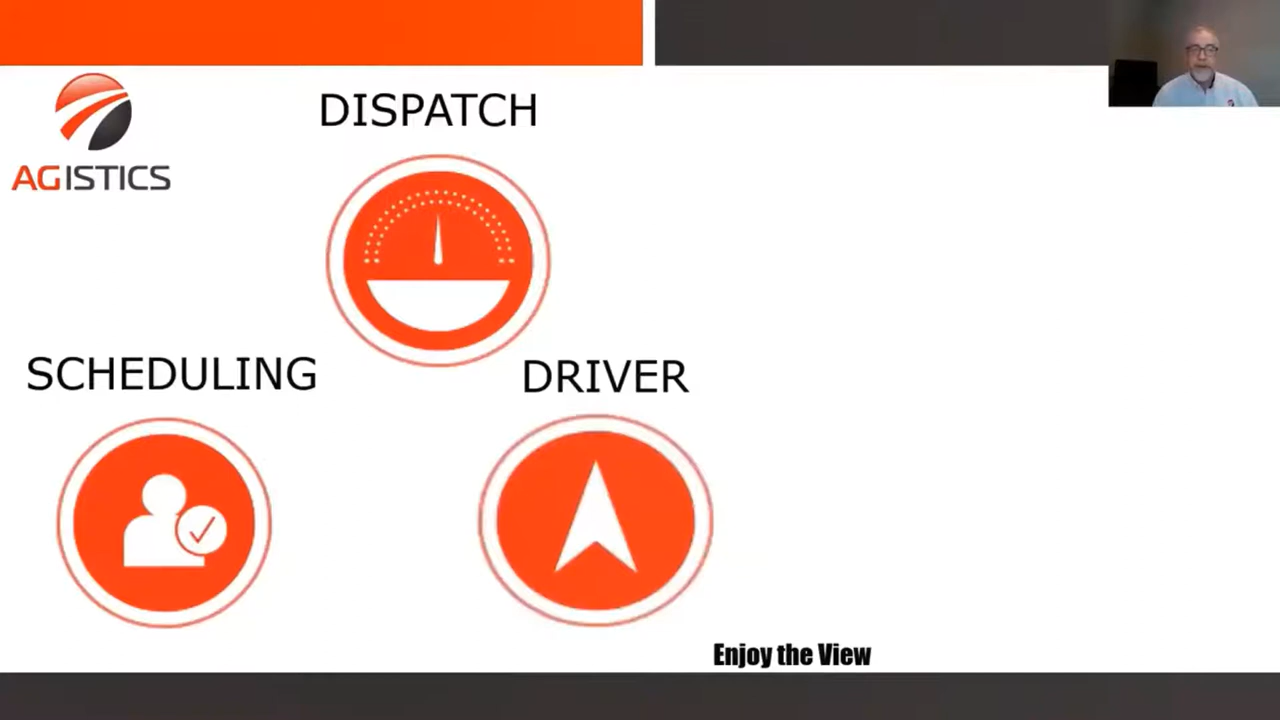 AGISTICS
DISPATCH
SCHEDULING
DRIVER
Enjoy the View